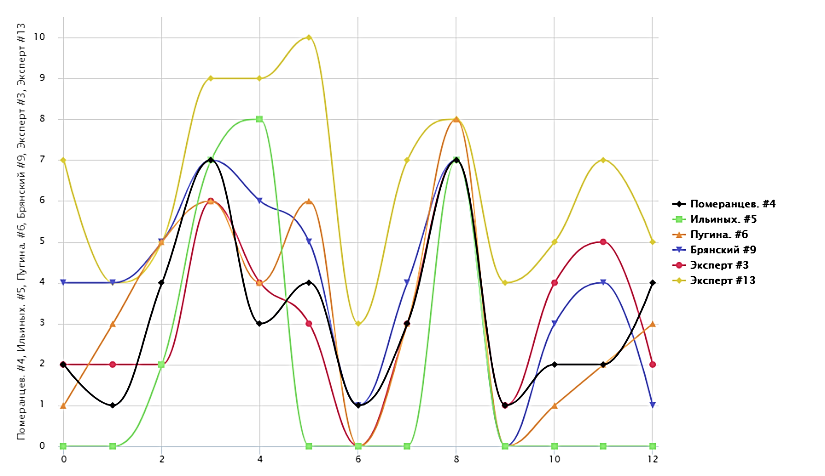 Померанцев. #4, Ильиных. #5, Пугина. #6, Брянский #9, Эксперт #3, Эксперт #13
10
9
8
7
6
5
4
3
2
1
0
0 2 4 6 8 10 12
Померанцев. #4
Ильиных. #5
Пугина. #6
Брянский #9
Эксперт #3
Эксперт #13